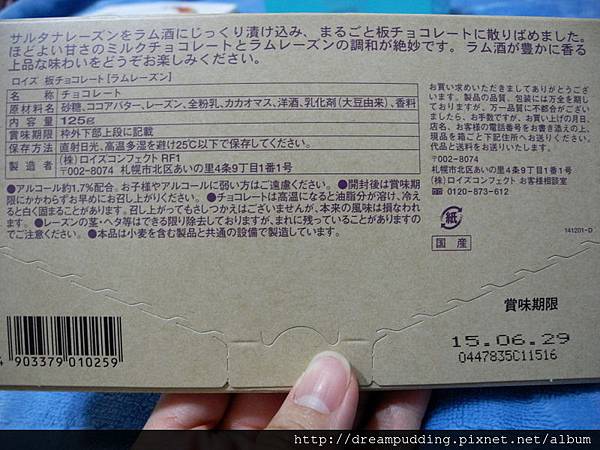 サルタナレーズンをラム酒にじっくり漬け込み、まるごと板チョコレートに散りばめました。
ほどよい甘さのミルクチョコレートとラムレーズンの調和が絶妙です。ラム酒が豊かに香る
上品な味わいをどうぞお楽しみください。
ロイズ 板チョコレート[ラムレーズン]
名 称 チョコレート
原材料名 砂糖、ココアバター、レーズン、全粉乳、カカオマス、洋酒、乳化剤(大豆由来)、香料
内 容 量 125g
賞味期限 枠外下部上段に記載
保存方法 直射日光、高温多湿を避け25℃以下で保存してください。
製 造 者 (株)ロイズコンフェクト RF1
〒002-8074 札幌市北区あいの里4条9丁目1番1号
お買い求めいただきましてありがとうござ
います。製品の品質、包装には万全を期し
ておりますが、万一品質に不都合がござい
ましたら、お手数ですが、お買い上げの月日、
店名、お客様の電話番号をお書き添えの上、
現品を箱ごと下記住所へお送りください。
代品と送料をお送りいたします。
〒002-8074
札幌市北区あいの里4条9丁目1番1号
(株)ロイズコンフェクト お客様相談室
0120-873-612
●アルコール約1.7%配合。お子様やアルコールに弱い方はご遠慮ください。●開封後は賞味期
限にかかわらずお早めにお召し上がりください。●チョコレートは高温になると油脂分が溶け、冷え
ると白く固まることがあります。召し上がってもさしつかえはございませんが、本来の風味は損なわれ
ます。●レーズンの茎・ヘタ等はできる限り除去しておりますが、まれに残っていることがありますの
でご注意ください。●本品は小麦を含む製品と共通の設備で製造しています。
紙
国 産
141201-D
賞味期限
15.06.29
0447835C11516
4 903379 010259
http://dreampudding.pixnet.net/album